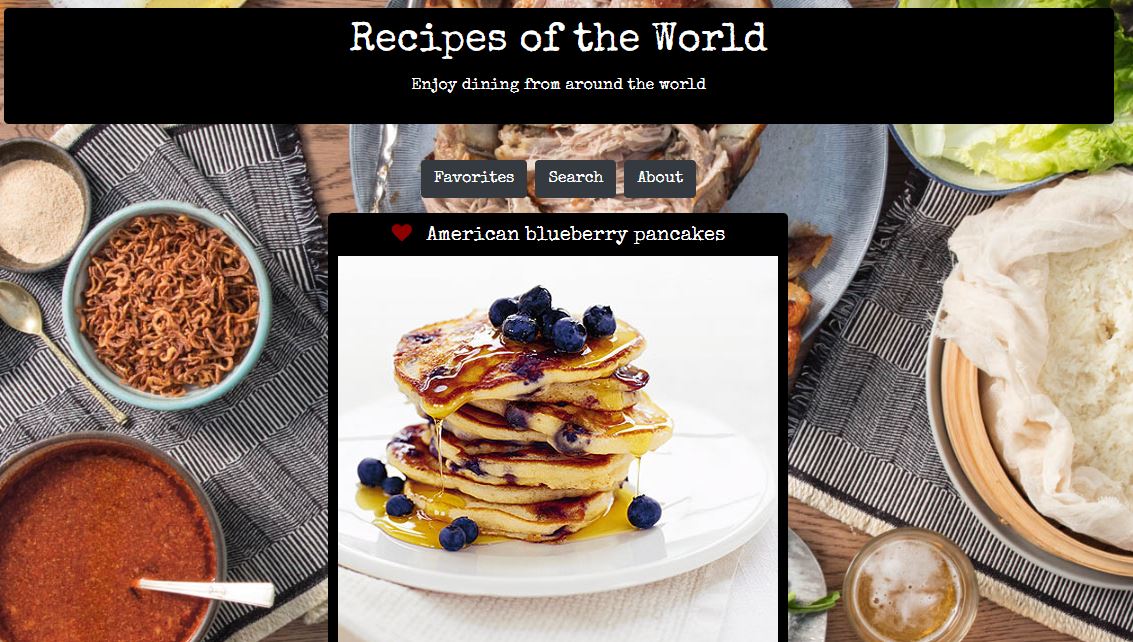 Recipes of the World
Enjoy dining from around the world
Favorites Search About
American blueberry pancakes